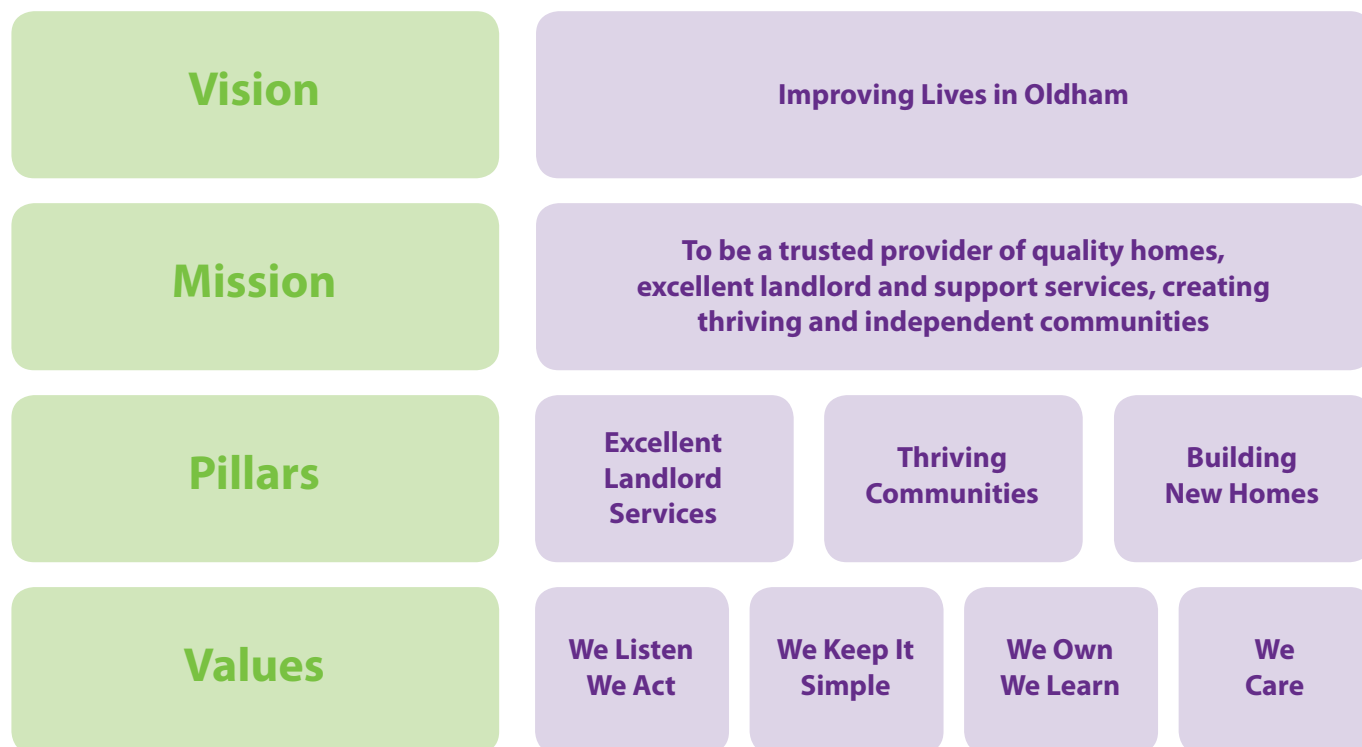 Vision
Improving Lives in Oldham
Mission
To be a trusted provider of quality homes,
excellent landlord and support services, creating
thriving and independent communities
Pillars
Excellent
Landlord
Services
Thriving
Communities
Building
New Homes
Values
We Listen
We Act
We Keep It
Simple
We Own
We Learn
We
Care